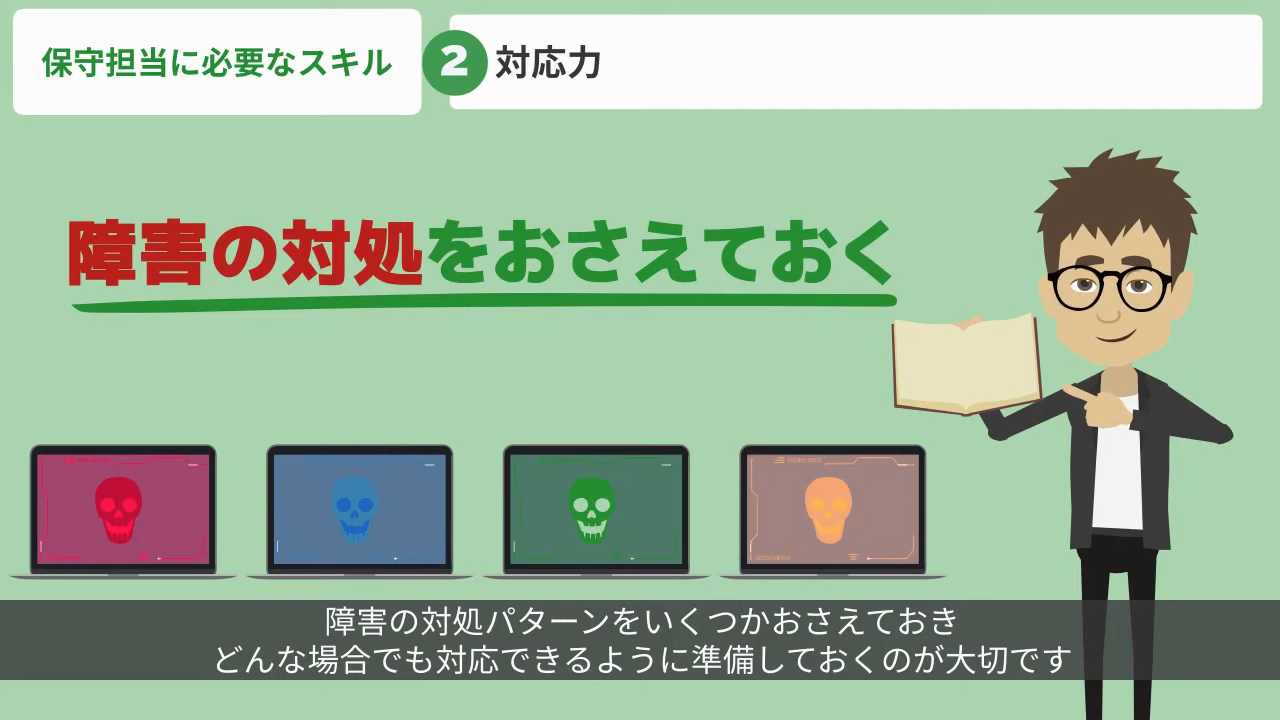 保守担当に必要なスキル
2 対応力
障害の対処をおさえておく
障害の対処パターンをいくつかおさえておき
どんな場合でも対応できるように準備しておくのが大切です